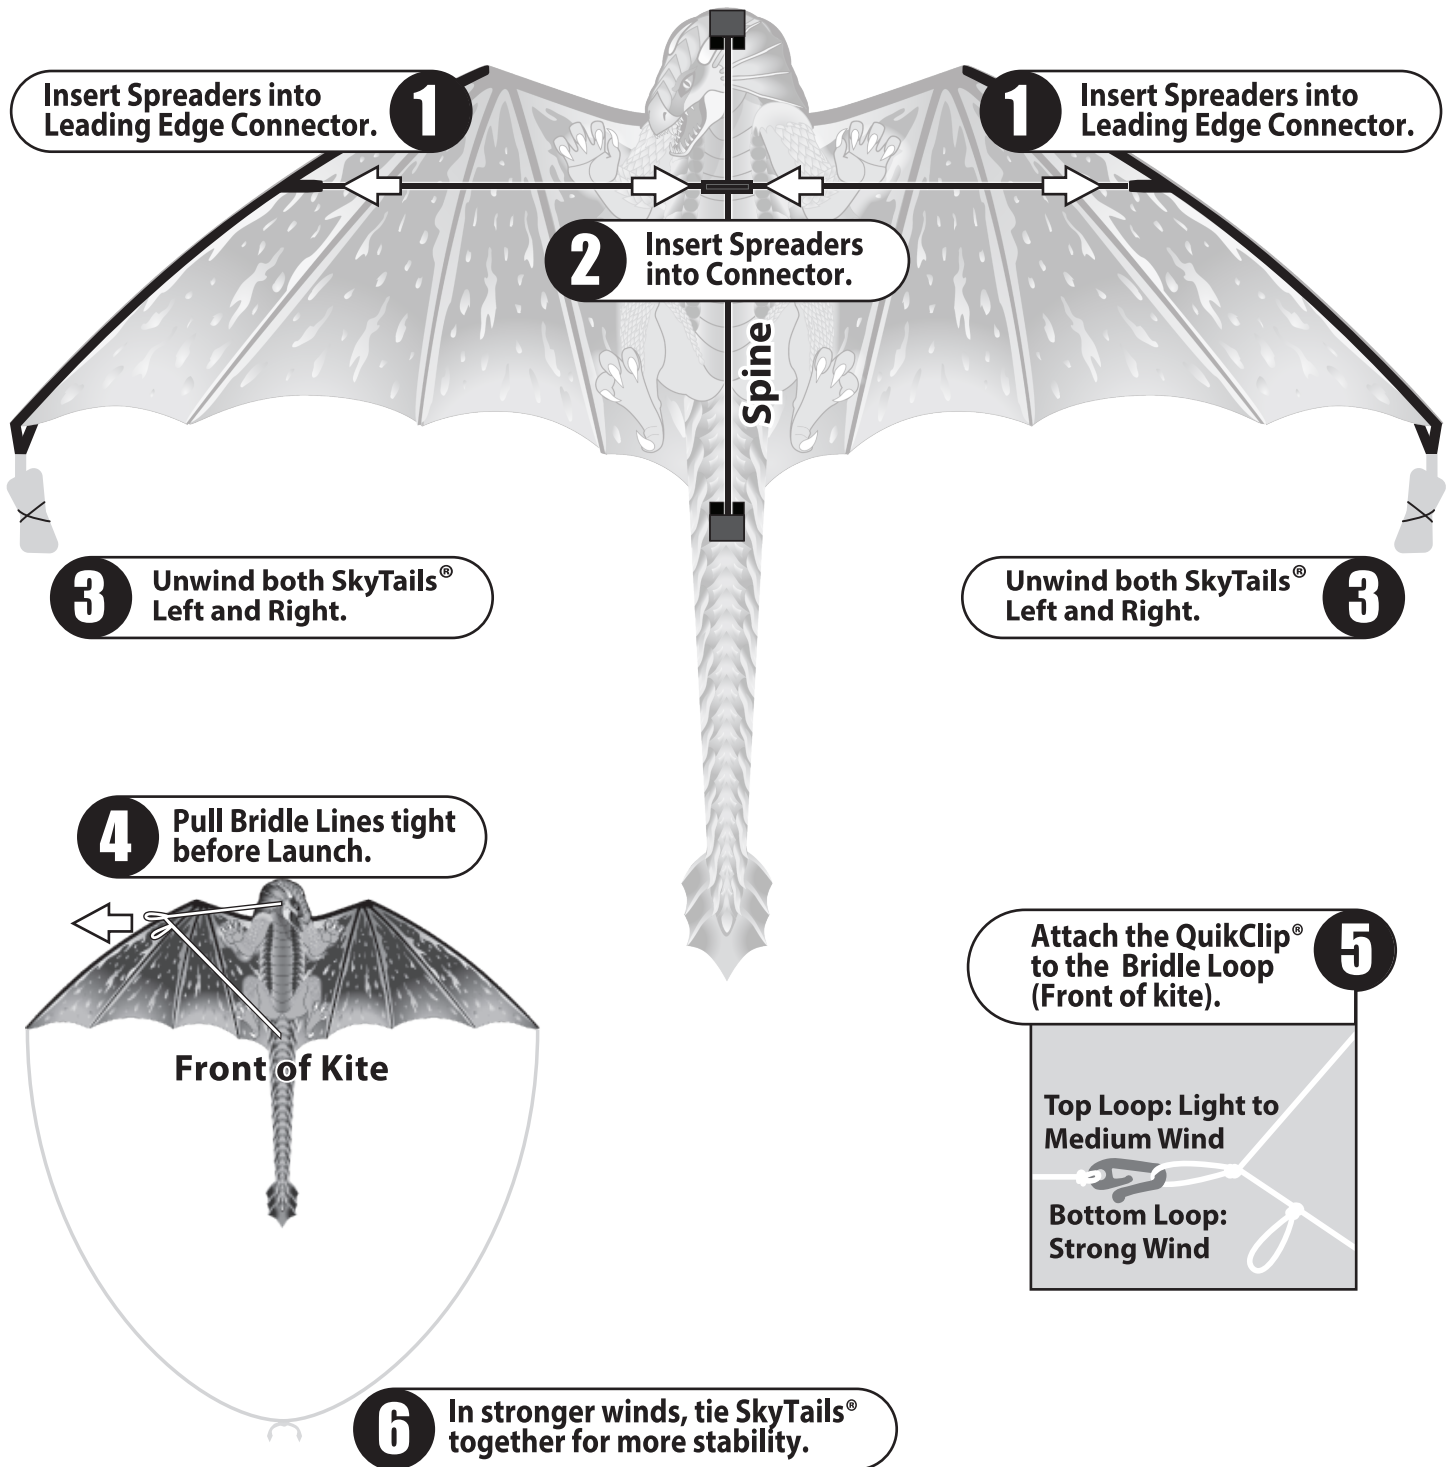 Insert Spreaders into
Leading Edge Connector.
1
1
Insert Spreaders into
Leading Edge Connector.
2
Insert Spreaders
into Connector.
Spine
3
Unwind both SkyTails®
Left and Right.
Unwind both SkyTails®
Left and Right.
3
4
Pull Bridle Lines tight
before Launch.
Front of Kite
Attach the QuikClip®
to the Bridle Loop
(Front of kite).
5
Top Loop: Light to
Medium Wind
Bottom Loop:
Strong Wind
6
In stronger winds, tie SkyTails®
together for more stability.